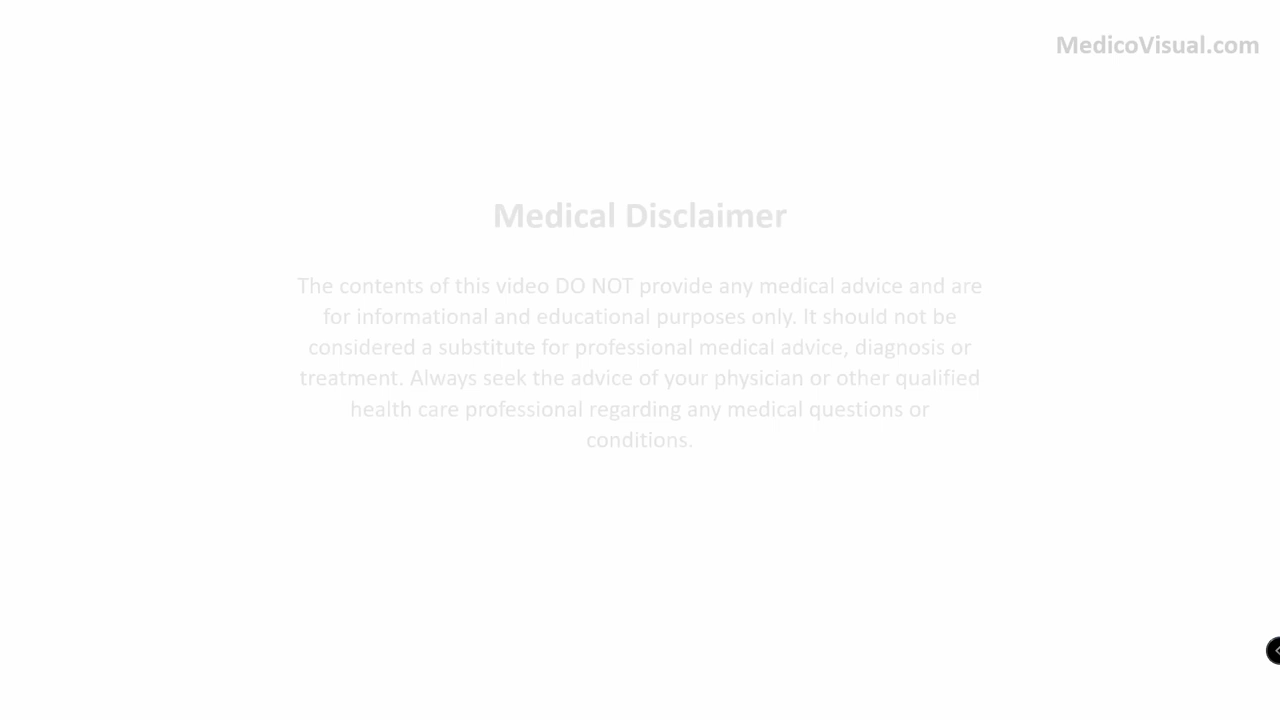 MedicoVisual.com
Medical Disclaimer
The contents of this video DO NOT provide any medical advice and are
for informational and educational purposes only. It should not be
considered a substitute for professional medical advice, diagnosis or
treatment. Always seek the advice of your physician or other qualified
health care professional regarding any medical questions or
conditions.